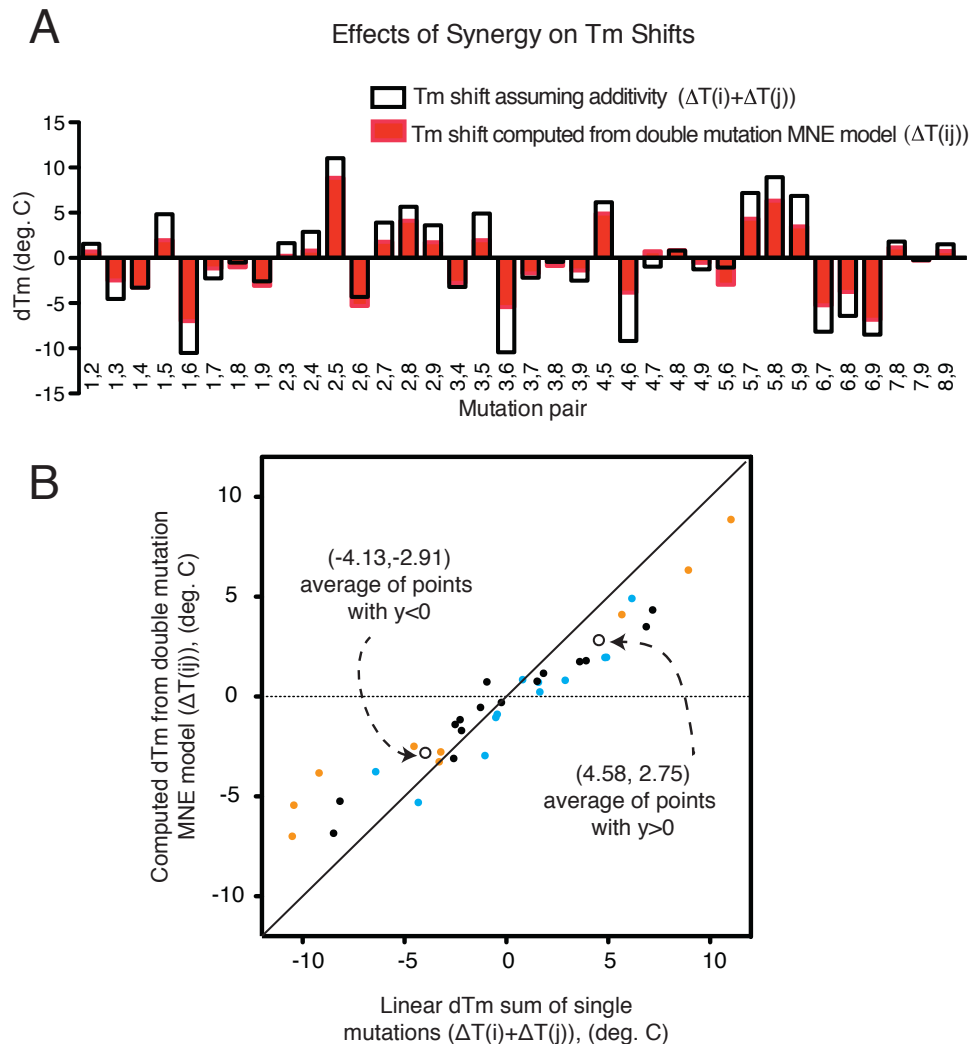 A
Effects of Synergy on Tm Shifts
Tm shift assuming additivity (ΔT(i)+ΔT(j))
Tm shift computed from double mutation MNE model (ΔT(ij))
dTm (deg. C)
15
10
5
0
-5
-10
-15
1,2 1,3 1,4 1,5 1,6 1,7 1,8 1,9 2,3 2,4 2,5 2,6 2,7 2,8 2,9 3,4 3,5 3,6 3,7 3,8 3,9 4,5 4,6 4,7 4,8 4,9 5,6 5,7 5,8 5,9 6,7 6,8 6,9 7,8 7,9 8,9
Mutation pair
B
Computed dTm from double mutation
MNE model (ΔT(ij)), (deg. C)
10
5
0
-5
-10
(-4.13,-2.91)
average of points
with y<0
(4.58, 2.75)
average of points
with y>0
-10 -5 0 5 10
Linear dTm sum of single
mutations (ΔT(i)+ΔT(j)), (deg. C)